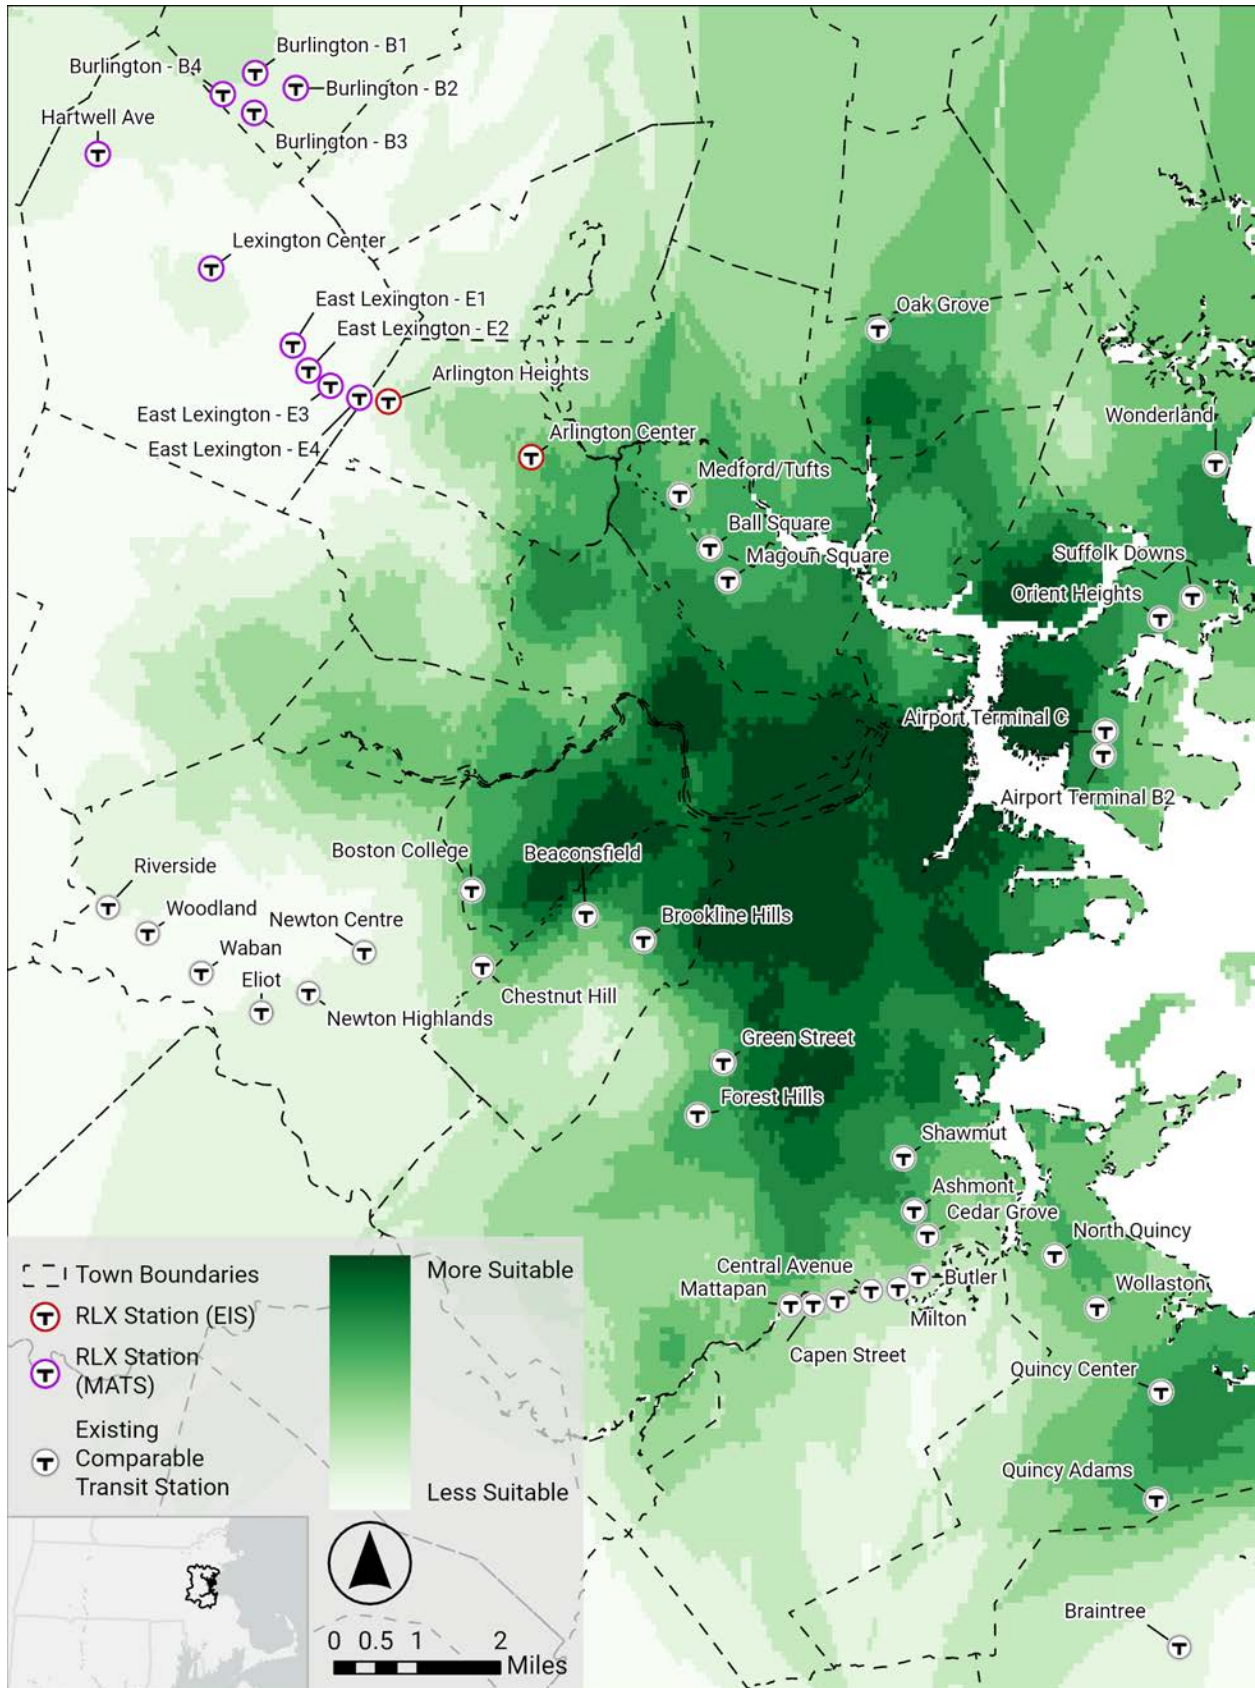 Burlington - B1
Burlington - B4
Burlington - B2
Hartwell Ave
Burlington - B3
Lexington Center
East Lexington - E1
Oak Grove
East Lexington - E2
Arlington Heights
East Lexington - E3
Wonderland
Arlington Center
East Lexington - E4
Medford/Tufts
Ball Square
Magoun Square
Suffolk Downs
Orient Heights
Airport Terminal C
Airport Terminal B2
Boston College
Beaconsfield
Riverside
Woodland
Newton Centre
Brookline Hills
Waban
Eliot
Chestnut Hill
Newton Highlands
Green Street
Forest Hills
Shawmut
Ashmont
Cedar Grove
North Quincy
Central Avenue
Mattapan
Butler
Wollaston
Milton
Capen Street
Quincy Center
Quincy Adams
Braintree
Town Boundaries
RLX Station (EIS)
RLX Station
(MATS)
Existing
Comparable
Transit Station
More Suitable
Less Suitable
0 0.5 1 2
Miles